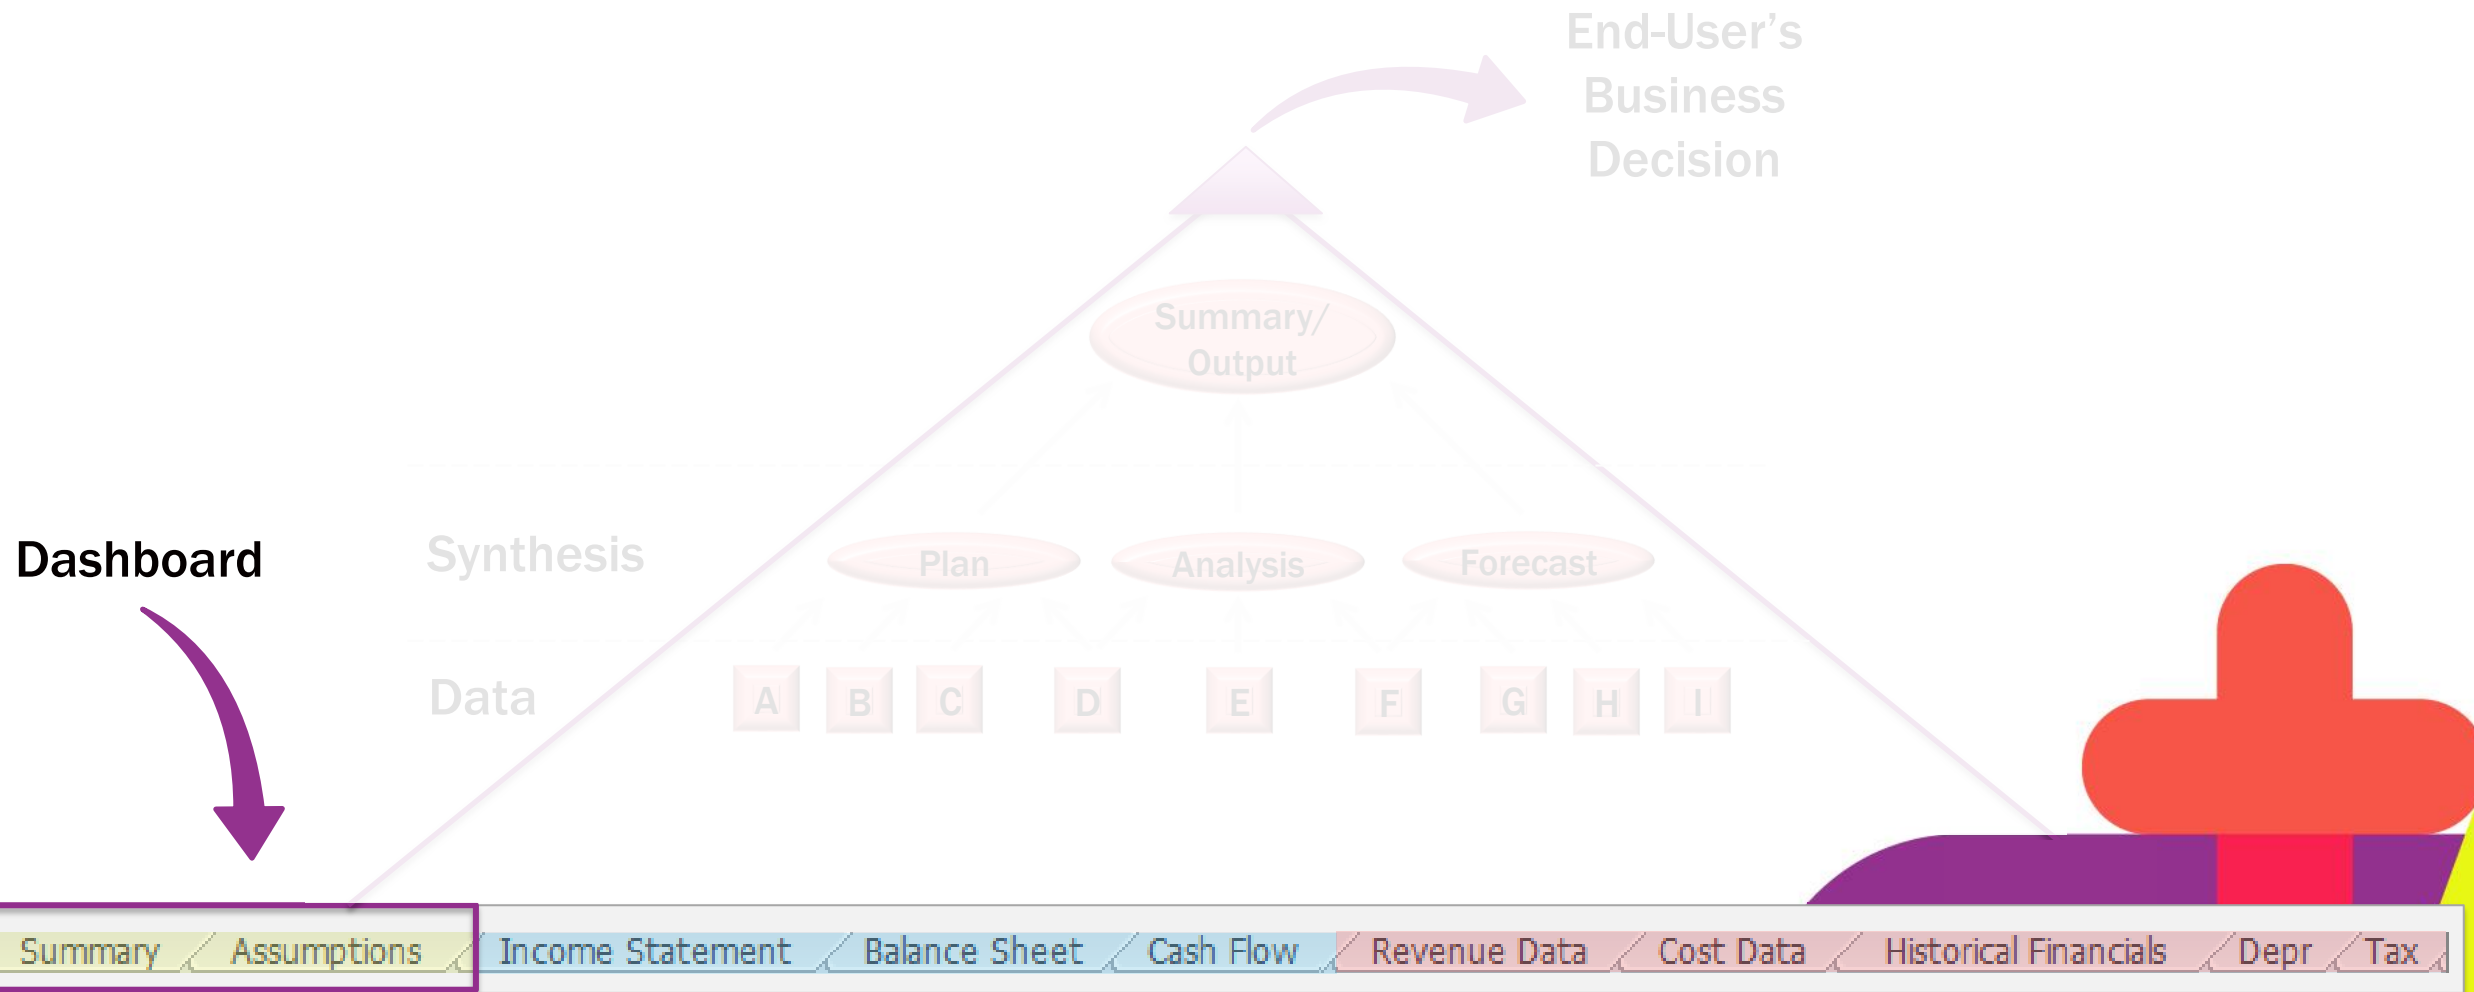 End-User’s
Business
Decision
Summary/
Output
Dashboard
Synthesis
Plan
Analysis
Forecast
Data
A
B
C
D
E
F
G
H
I
Summary Assumptions Income Statement Balance Sheet Cash Flow Revenue Data Cost Data Historical Financials Depr Tax